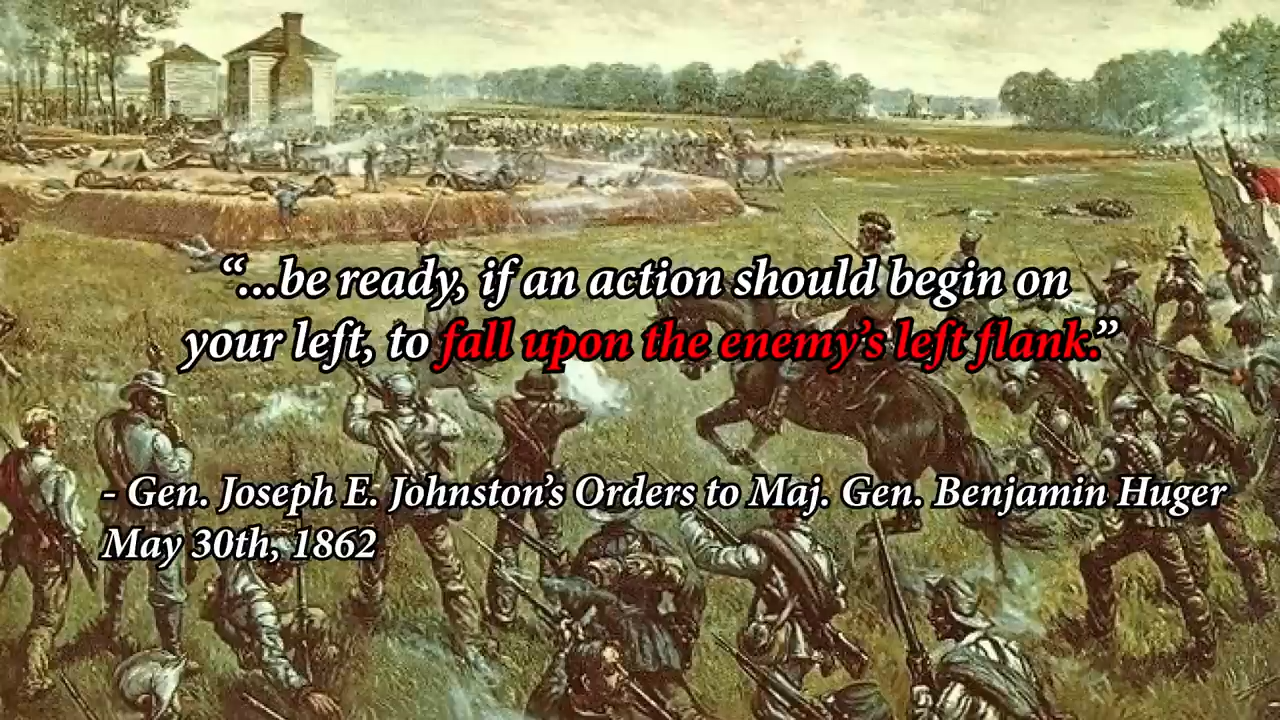 “...be ready, if an action should begin on
your left, to fall upon the enemy’s left flank.”
- Gen. Joseph E. Johnston’s Orders to Maj. Gen. Benjamin Huger
May 30th, 1862